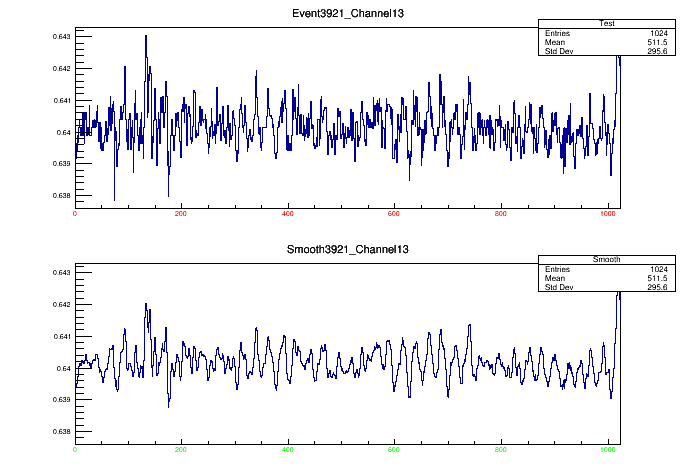 Event3921_Channel13
Test
Entries 1024
Mean 511.5
Std Dev 295.6
0.643
0.642
0.641
0.64
0.639
0.638
0 200 400 600 800 1000
Smooth3921_Channel13
Smooth
Entries 1024
Mean 511.5
Std Dev 295.6
0.643
0.642
0.641
0.64
0.639
0.638
0 200 400 600 800 1000